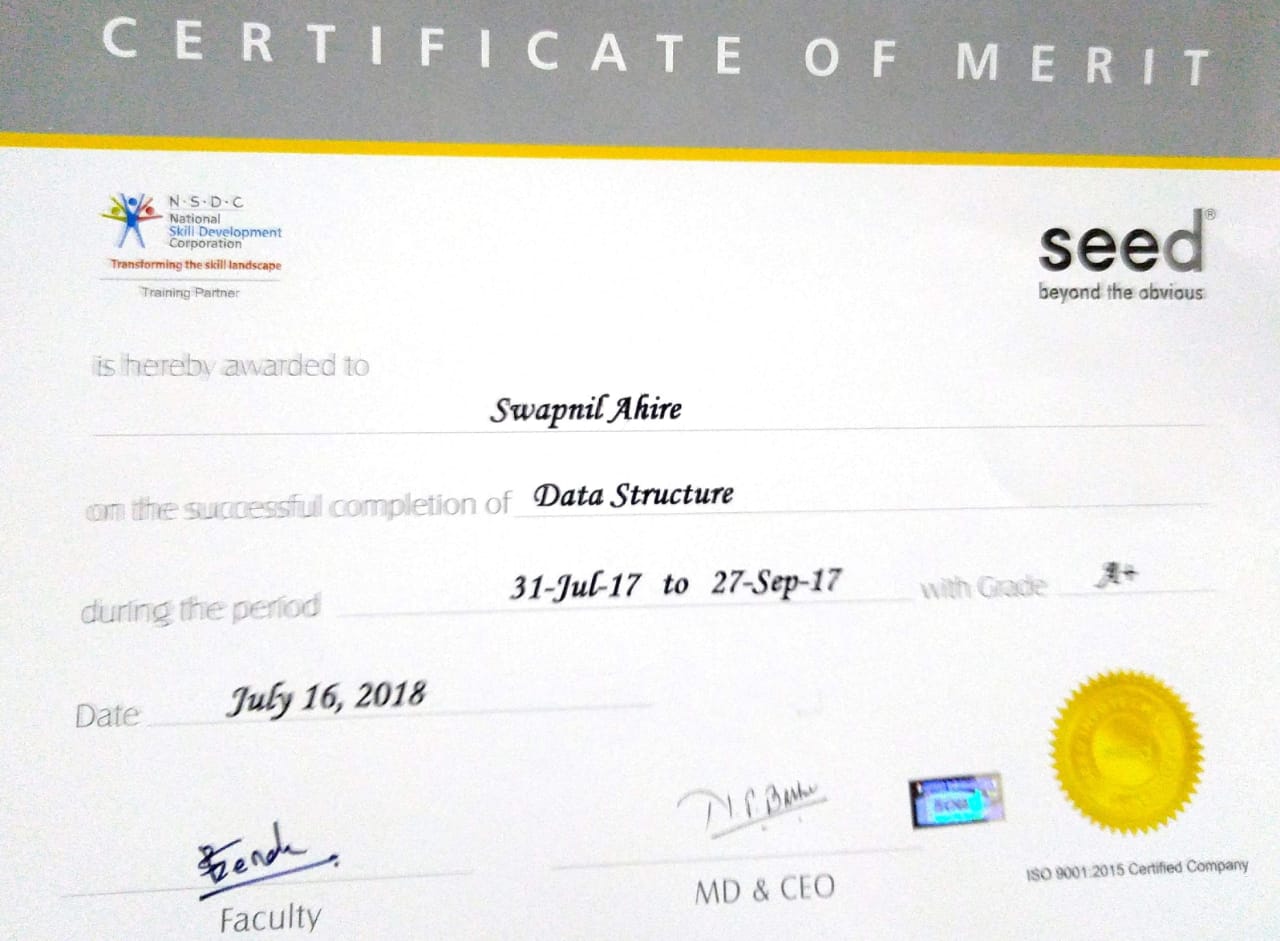 CERTIFICATE OF MERIT
N·S·D·C
National
Skill Development
Corporation
Transforming the skill landscape
Training Partner
seed®
beyond the obvious
is hereby awarded to
Swapnil Ahire
on the successful completion of Data Structure
during the period 31-Jul-17 to 27-Sep-17 with Grade A+
Date July 16, 2018
Faculty
MD & CEO
ISO 9001:2015 Certified Company